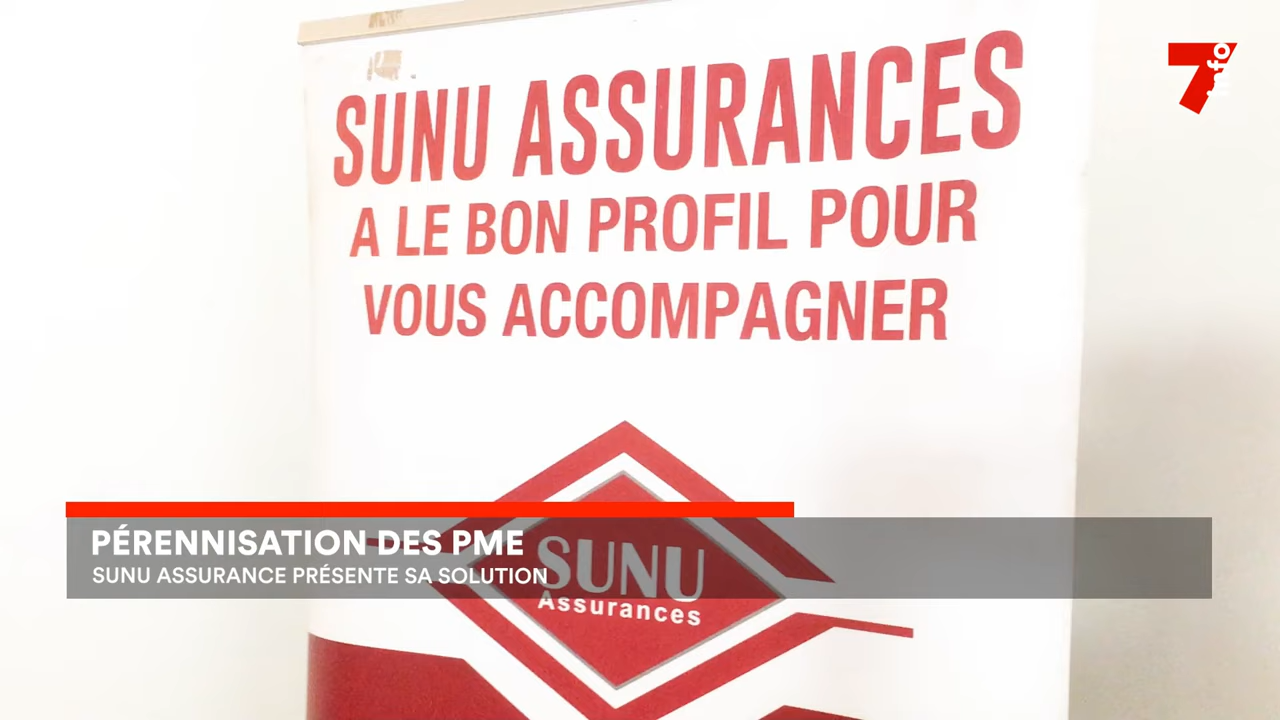 SUNU ASSURANCES
A LE BON PROFIL POUR
VOUS ACCOMPAGNER
7info
PÉRENNISATION DES PME
SUNU ASSURANCE PRÉSENTE SA SOLUTION
SUNU
Assurances